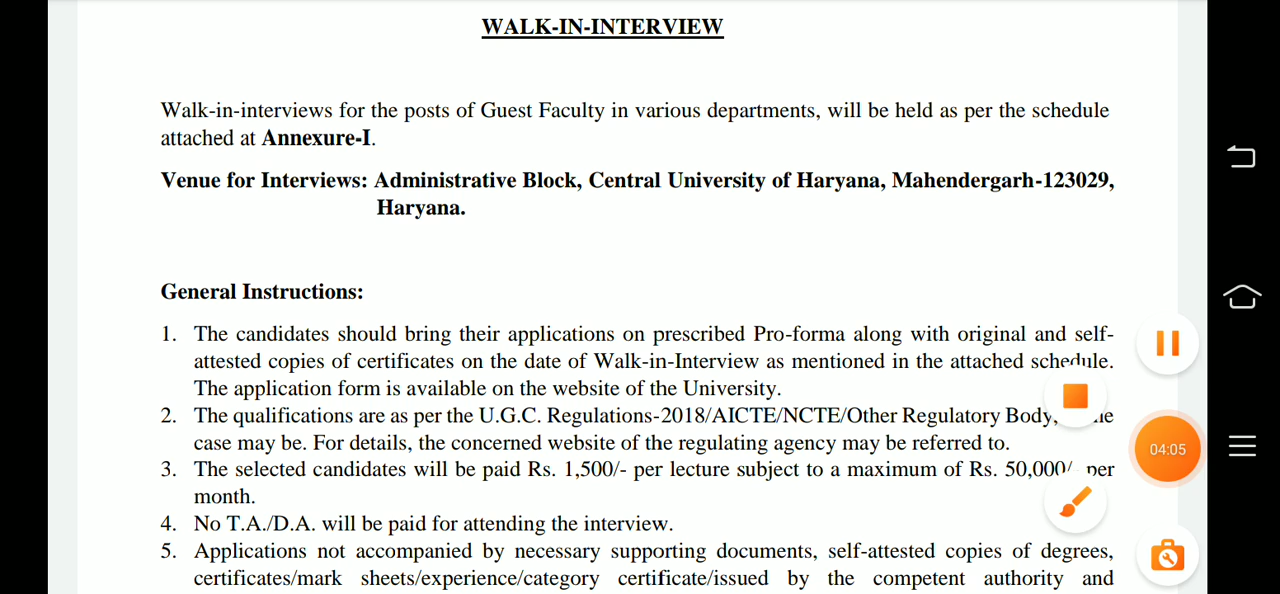 WALK-IN-INTERVIEW
Walk-in-interviews for the posts of Guest Faculty in various departments, will be held as per the schedule
attached at Annexure-I.
Venue for Interviews: Administrative Block, Central University of Haryana, Mahendergarh-123029,
Haryana.
General Instructions:
1. The candidates should bring their applications on prescribed Pro-forma along with original and self-
attested copies of certificates on the date of Walk-in-Interview as mentioned in the attached schedule.
The application form is available on the website of the University.
2. The qualifications are as per the U.G.C. Regulations-2018/AICTE/NCTE/Other Regulatory Body,
case may be. For details, the concerned website of the regulating agency may be referred to.
3. The selected candidates will be paid Rs. 1,500/- per lecture subject to a maximum of Rs. 50,000/ per
month.
4. No T.A./D.A. will be paid for attending the interview.
5. Applications not accompanied by necessary supporting documents, self-attested copies of degrees,
certificates/mark sheets/experience/category certificate/issued by the competent authority and
04:05